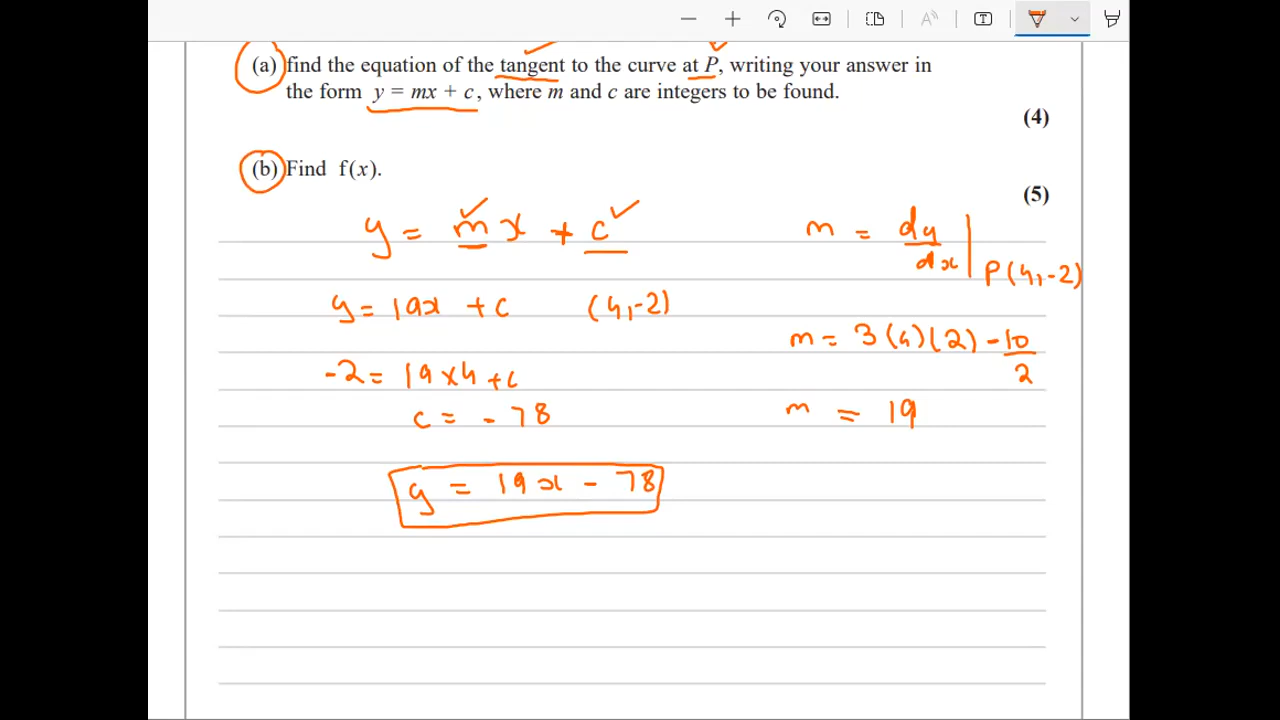 (a) find the equation of the tangent to the curve at P, writing your answer in
the form y = mx + c, where m and c are integers to be found.
(4)
(b) Find f(x).
(5)
y = mx + c
m = dy/dx | P(4,-2)
y = 19x + c (4,-2)
m = 3(4)(2) - 10/2
-2 = 19 x 4 + c
c = -78
m = 19
y = 19x - 78